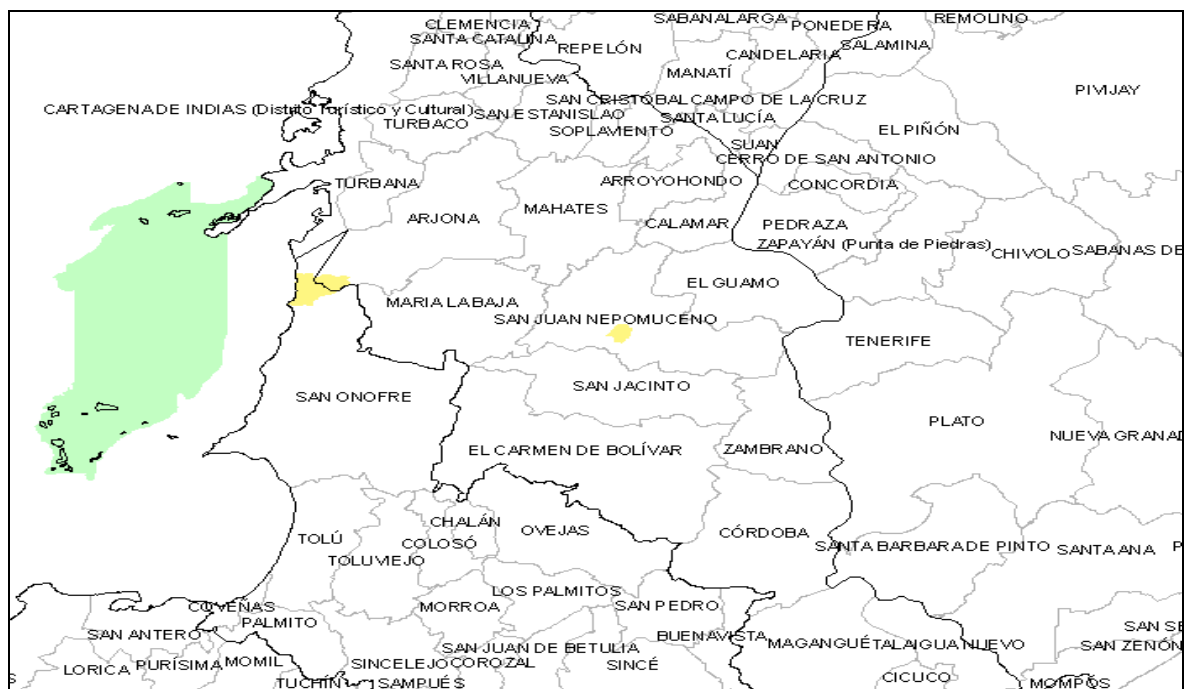 CLEMENCIA
SABANALARGA
PONEDERA
REMOLINO
SANTA CATALINA
REPELÓN
CANDELARIA
SALAMINA
SANTA ROSA
VILLANUEVA
MANATÍ
PIVIJAY
SAN CRISTÓBAL
CAMPO DE LA CRUZ
CARTAGENA DE INDIAS (Distrito Turístico y Cultural)
SAN ESTANISLAO
SANTA LUCÍA
TURBACO
SOPLAVIENTO
EL PIÑÓN
SUAN
CERRO DE SAN ANTONIO
TURBANA
ARROYOHONDO
CONCORDIA
ARJONA
MAHATES
CALAMAR
PEDRAZA
ZAPAYÁN (Punta de Piedras)
CHIVOLO
SABANAS DE
EL GUAMO
MARIA LA BAJA
SAN JUAN NEPOMUCENO
TENERIFE
SAN JACINTO
SAN ONOFRE
PLATO
NUEVA GRANAD
EL CARMEN DE BOLÍVAR
ZAMBRANO
CHALÁN
OVEJAS
CÓRDOBA
TOLÚ
COLOSÓ
SANTA BARBARA DE PINTO
SANTA ANA
P
TOLUVIEJO
LOS PALMITOS
COVEÑAS
MORROA
SAN PEDRO
PALMITO
SAN SE
SAN ANTERO
BUENAVISTA
MAGANGUÉ
TALAIGUA NUEVO
SAN ZENÓN
SAN JUAN DE BETULIA
S
LORICA
PURÍSIMA
MOMIL
SINCELEJO
COROZAL
SINCÉ
CICUCO
TUCHÍN
SAMPUÉS
MOMPÓS